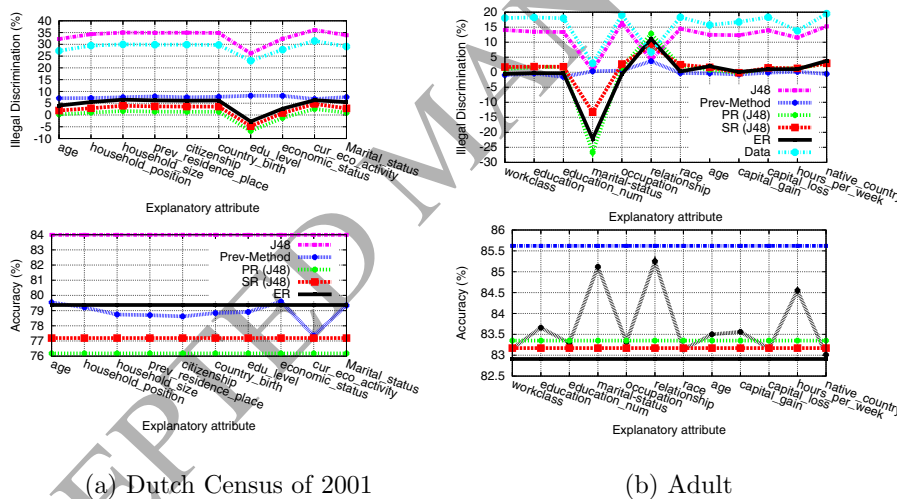 Illegal Discrimination (%)
40
35
30
25
20
15
10
5
0
-5
-10
age
household_position
household_size
prev_residence_place
citizenship
country_birth
edu_level
economic_status
cur_eco_activity
Marital_status
Explanatory attribute
Illegal Discrimination (%)
20
15
10
5
0
-5
-10
-15
-20
-25
-30
J48
Prev-Method
PR (J48)
SR (J48)
ER
Data
workclass
education
education_num
marital-status
occupation
relationship
race
age
capital_gain
capital_loss
hours_per_week
native_country
Explanatory attribute
Accuracy (%)
84
83
82
81
80
79
78
77
76
J48
Prev-Method
PR (J48)
SR (J48)
ER
age
household_position
household_size
prev_residence_place
citizenship
country_birth
edu_level
economic_status
cur_eco_activity
Marital_status
Explanatory attribute
Accuracy (%)
86
85.5
85
84.5
84
83.5
83
82.5
workclass
education
education_num
marital-status
occupation
relationship
race
age
capital_gain
capital_loss
hours_per_week
native_country
Explanatory attribute
(a) Dutch Census of 2001
(b) Adult
EPTED MA